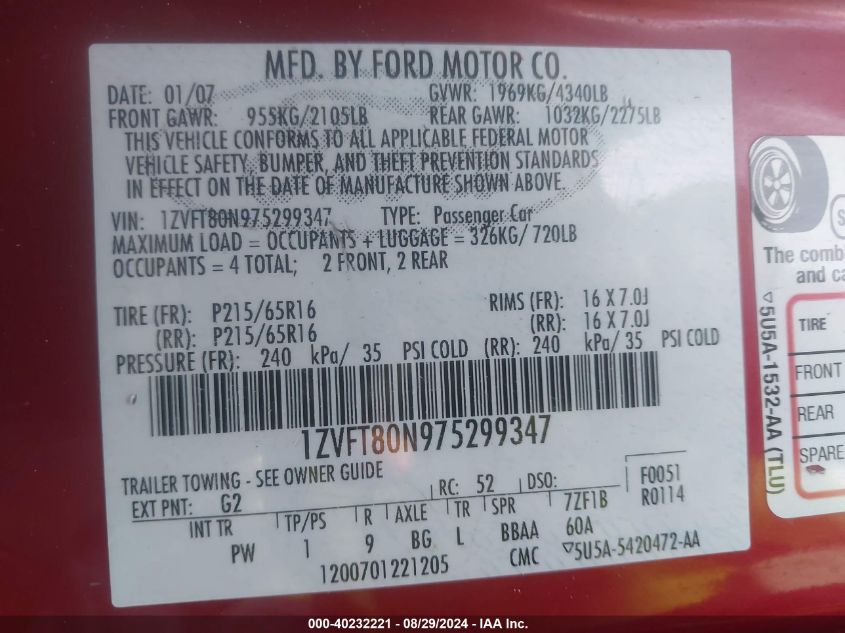 MFD. BY FORD MOTOR CO.
DATE: 01/07 GVWR: 1969KG/4340LB
FRONT GAWR: 955KG/2105LB REAR GAWR: 1032KG/2275LB
THIS VEHICLE CONFORMS TO ALL APPLICABLE FEDERAL MOTOR
VEHICLE SAFETY, BUMPER, AND THEFT PREVENTION STANDARDS
IN EFFECT ON THE DATE OF MANUFACTURE SHOWN ABOVE.
VIN: 1ZVFT80N975299347 TYPE: Passenger Car
MAXIMUM LOAD = OCCUPANTS + LUGGAGE = 326KG/720LB
OCCUPANTS = 4 TOTAL; 2 FRONT, 2 REAR
TIRE (FR): P215/65R16 RIMS (FR): 16 X 7.0J
(RR): P215/65R16 (RR): 16 X 7.0J
PRESSURE (FR): 240 kPa/ 35 PSI COLD (RR): 240 kPa/ 35 PSI COLD
1ZVFT80N975299347
TRAILER TOWING - SEE OWNER GUIDE
EXT PNT: G2 RC: 52 DSO: F0051
INT TR TP/PS R AXLE TR SPR 7ZF1B R0114
PW 1 9 BG L BBAA 60A
1200701221205 CMC ▽5U5A-5420472-AA
▽5U5A-1532-AA (TLU)
The comb
and ca
TIRE
FRONT
REAR
SPARE
000-40232221 - 08/29/2024 - IAA Inc.